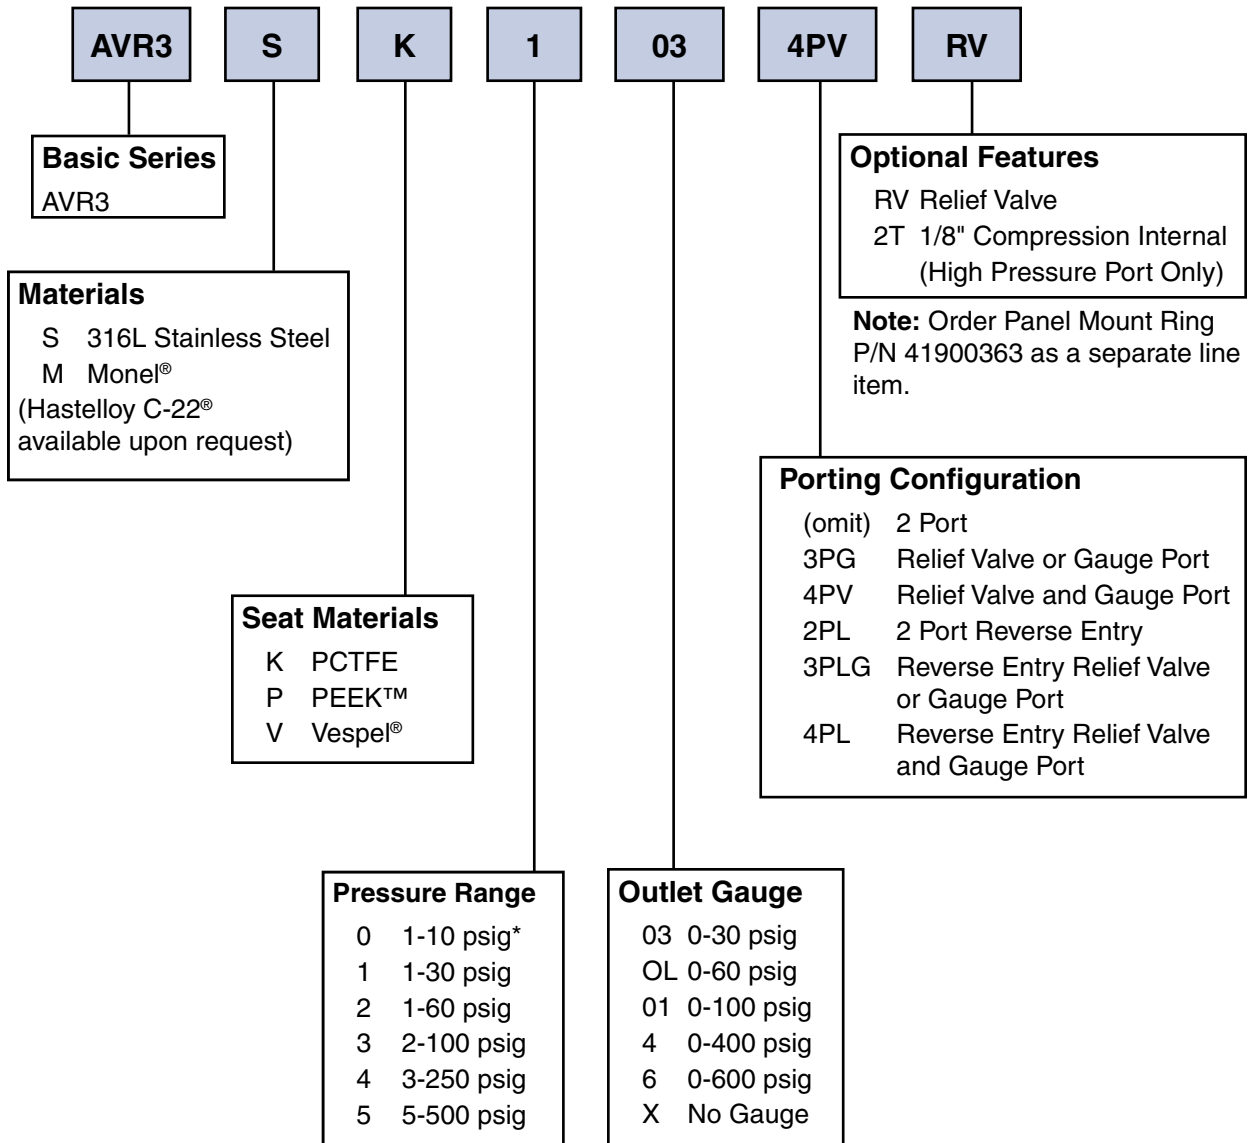 AVR3 S K 1 03 4PV RV
Basic Series
AVR3
Materials
S 316L Stainless Steel
M Monel®
(Hastelloy C-22®
available upon request)
Seat Materials
K PCTFE
P PEEK™
V Vespel®
Pressure Range
0 1-10 psig*
1 1-30 psig
2 1-60 psig
3 2-100 psig
4 3-250 psig
5 5-500 psig
Outlet Gauge
03 0-30 psig
OL 0-60 psig
01 0-100 psig
4 0-400 psig
6 0-600 psig
X No Gauge
Porting Configuration
(omit) 2 Port
3PG Relief Valve or Gauge Port
4PV Relief Valve and Gauge Port
2PL 2 Port Reverse Entry
3PLG Reverse Entry Relief Valve
or Gauge Port
4PL Reverse Entry Relief Valve
and Gauge Port
Optional Features
RV Relief Valve
2T 1/8" Compression Internal
(High Pressure Port Only)
Note: Order Panel Mount Ring
P/N 41900363 as a separate line
item.